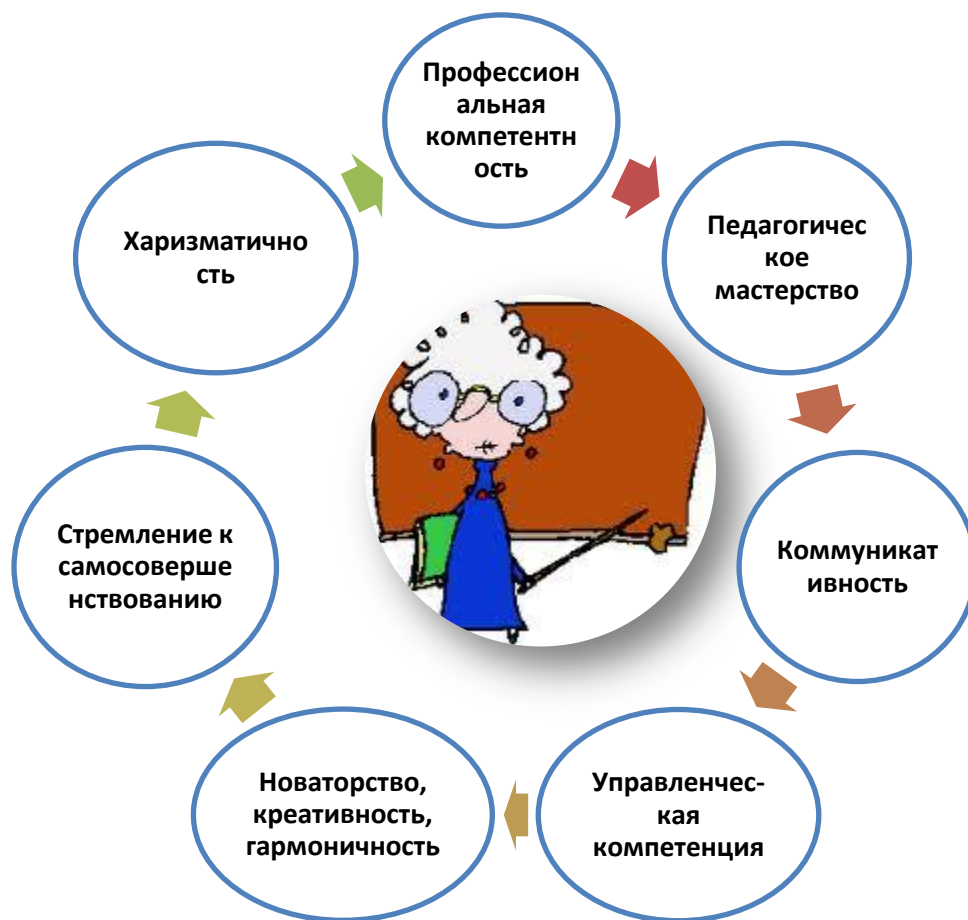 Профессион
альная
компетентн
ость
Педагогичес
кое
мастерство
Коммуникат
ивность
Управленчес-
кая
компетенция
Новаторство,
креативность,
гармоничность
Стремление к
самосоверше
нствованию
Харизматично
сть